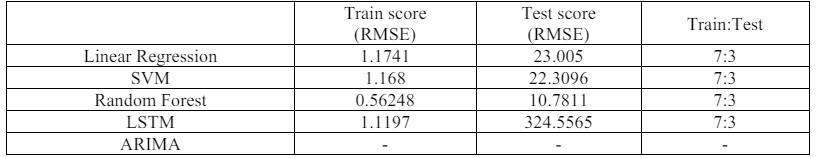 Train score (RMSE) Test score (RMSE) Train:Test
Linear Regression 1.1741 23.005 7:3
SVM 1.168 22.3096 7:3
Random Forest 0.56248 10.7811 7:3
LSTM 1.1197 324.5565 7:3
ARIMA - - -